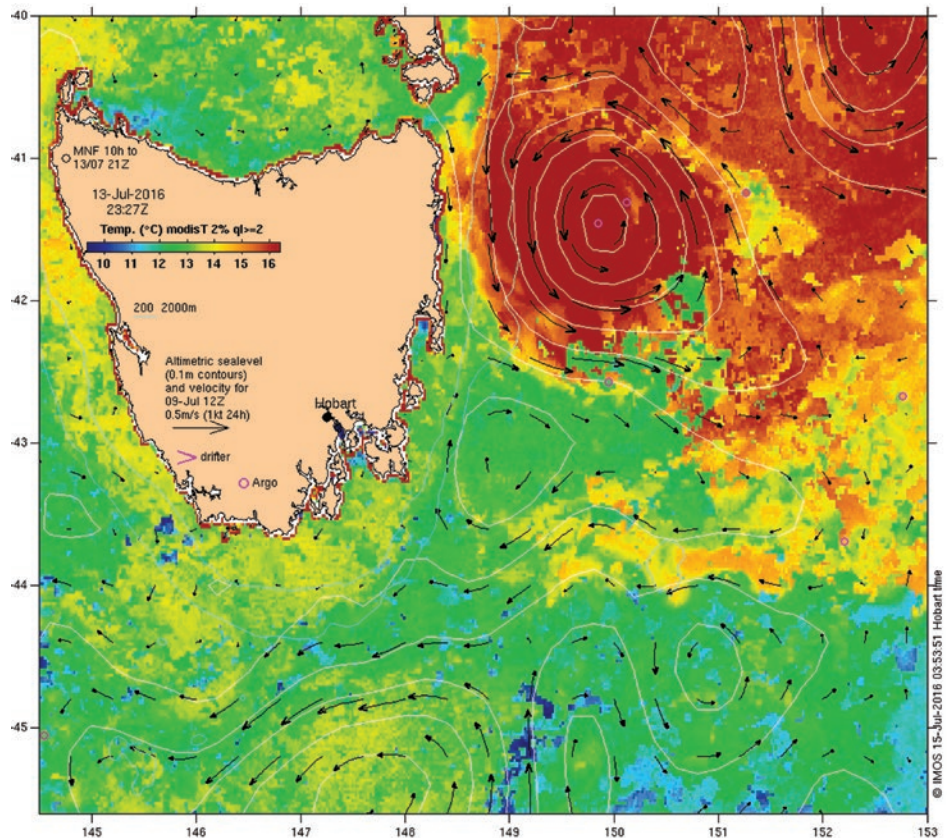 -40
-41
-42
-43
-44
-45
MNF 10h to
13/07 21Z
13-Jul-2016
23:27Z
Temp. (°C) modisT 2% ql>=2
10 11 12 13 14 15 16
200 2000m
Altimetric sealevel
(0.1m contours)
and velocity for
09-Jul 12Z
0.5m/s (1kt 24h)
Hobart
drifter
Argo
145 146 147 148 149 150 151 152 153
© IMOS 15-Jul-2016 03:53:51 Hobart time